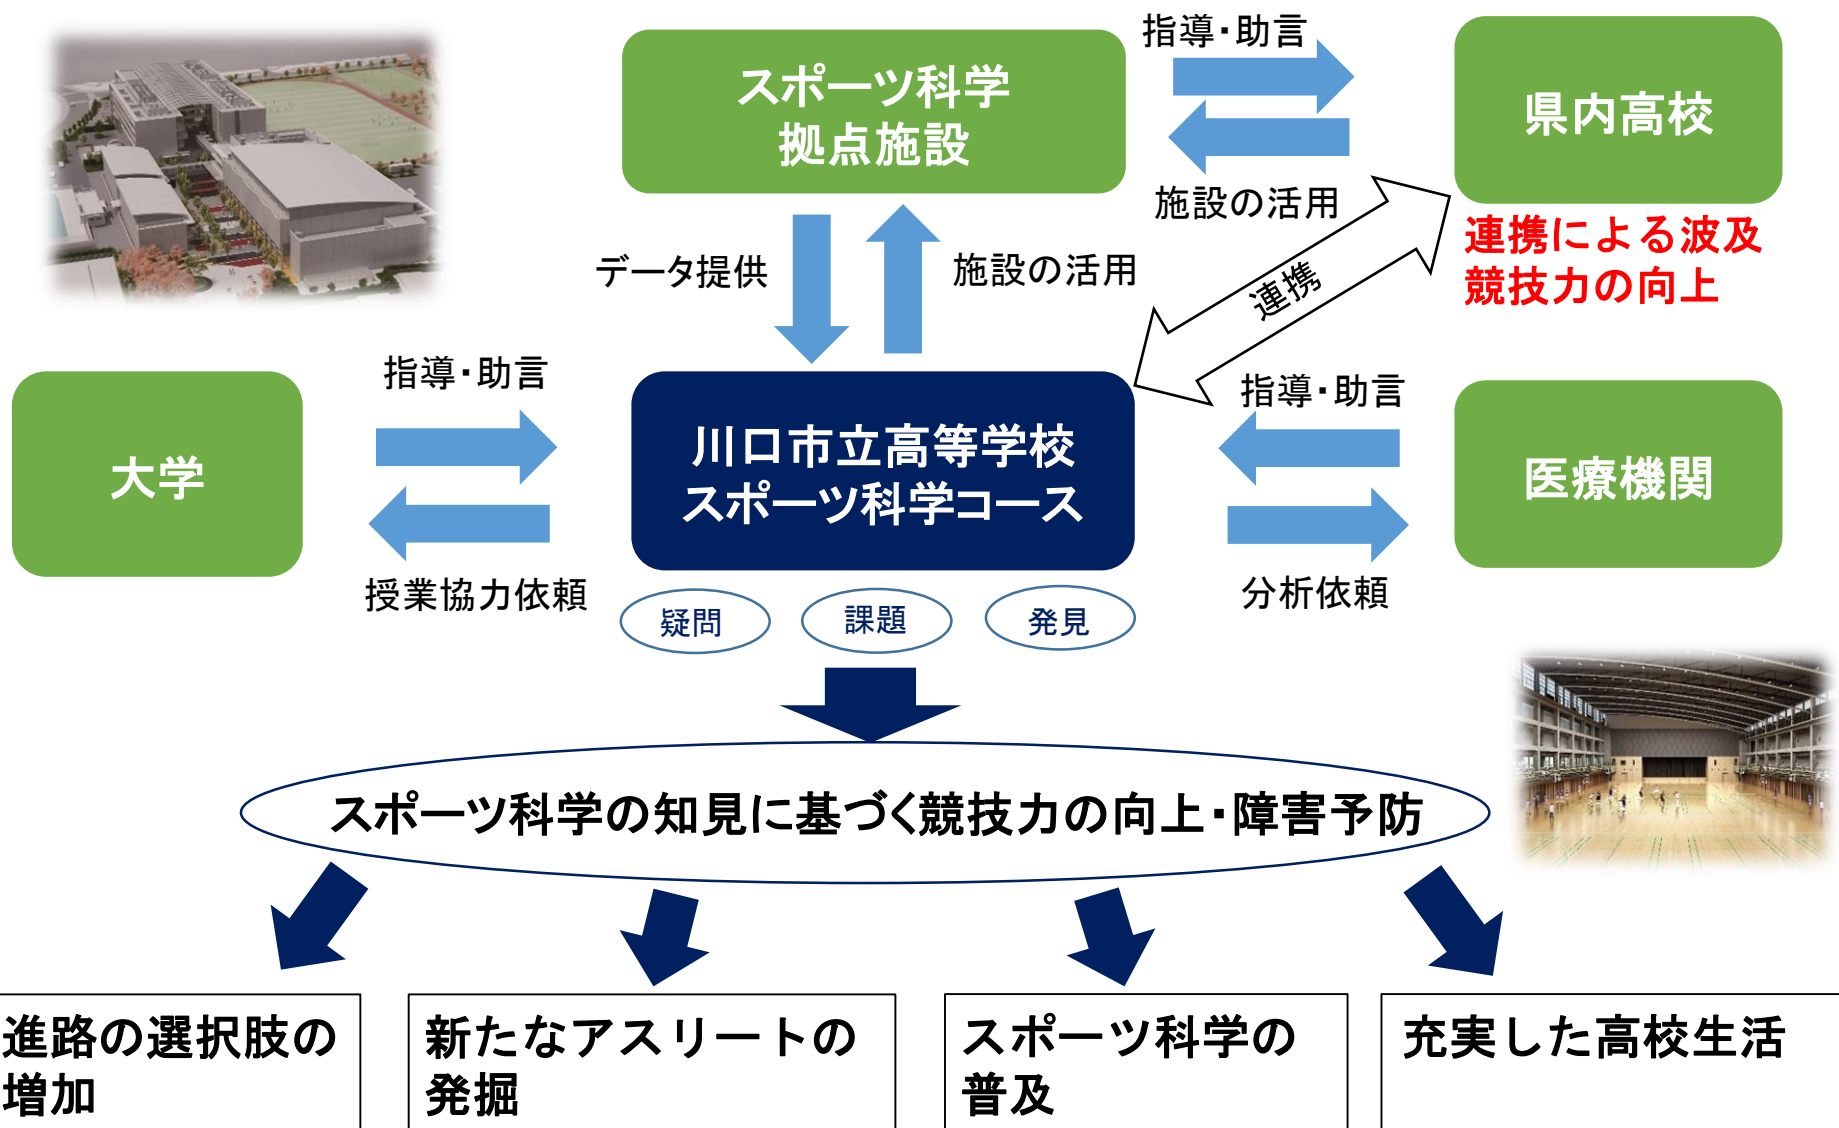 指導・助言
スポーツ科学
拠点施設
県内高校
施設の活用
連携による波及
競技力の向上
データ提供
施設の活用
連携
指導・助言
指導・助言
大学
川口市立高等学校
スポーツ科学コース
医療機関
授業協力依頼
分析依頼
疑問
課題
発見
スポーツ科学の知見に基づく競技力の向上・障害予防
進路の選択肢の
増加
新たなアスリートの
発掘
スポーツ科学の
普及
充実した高校生活